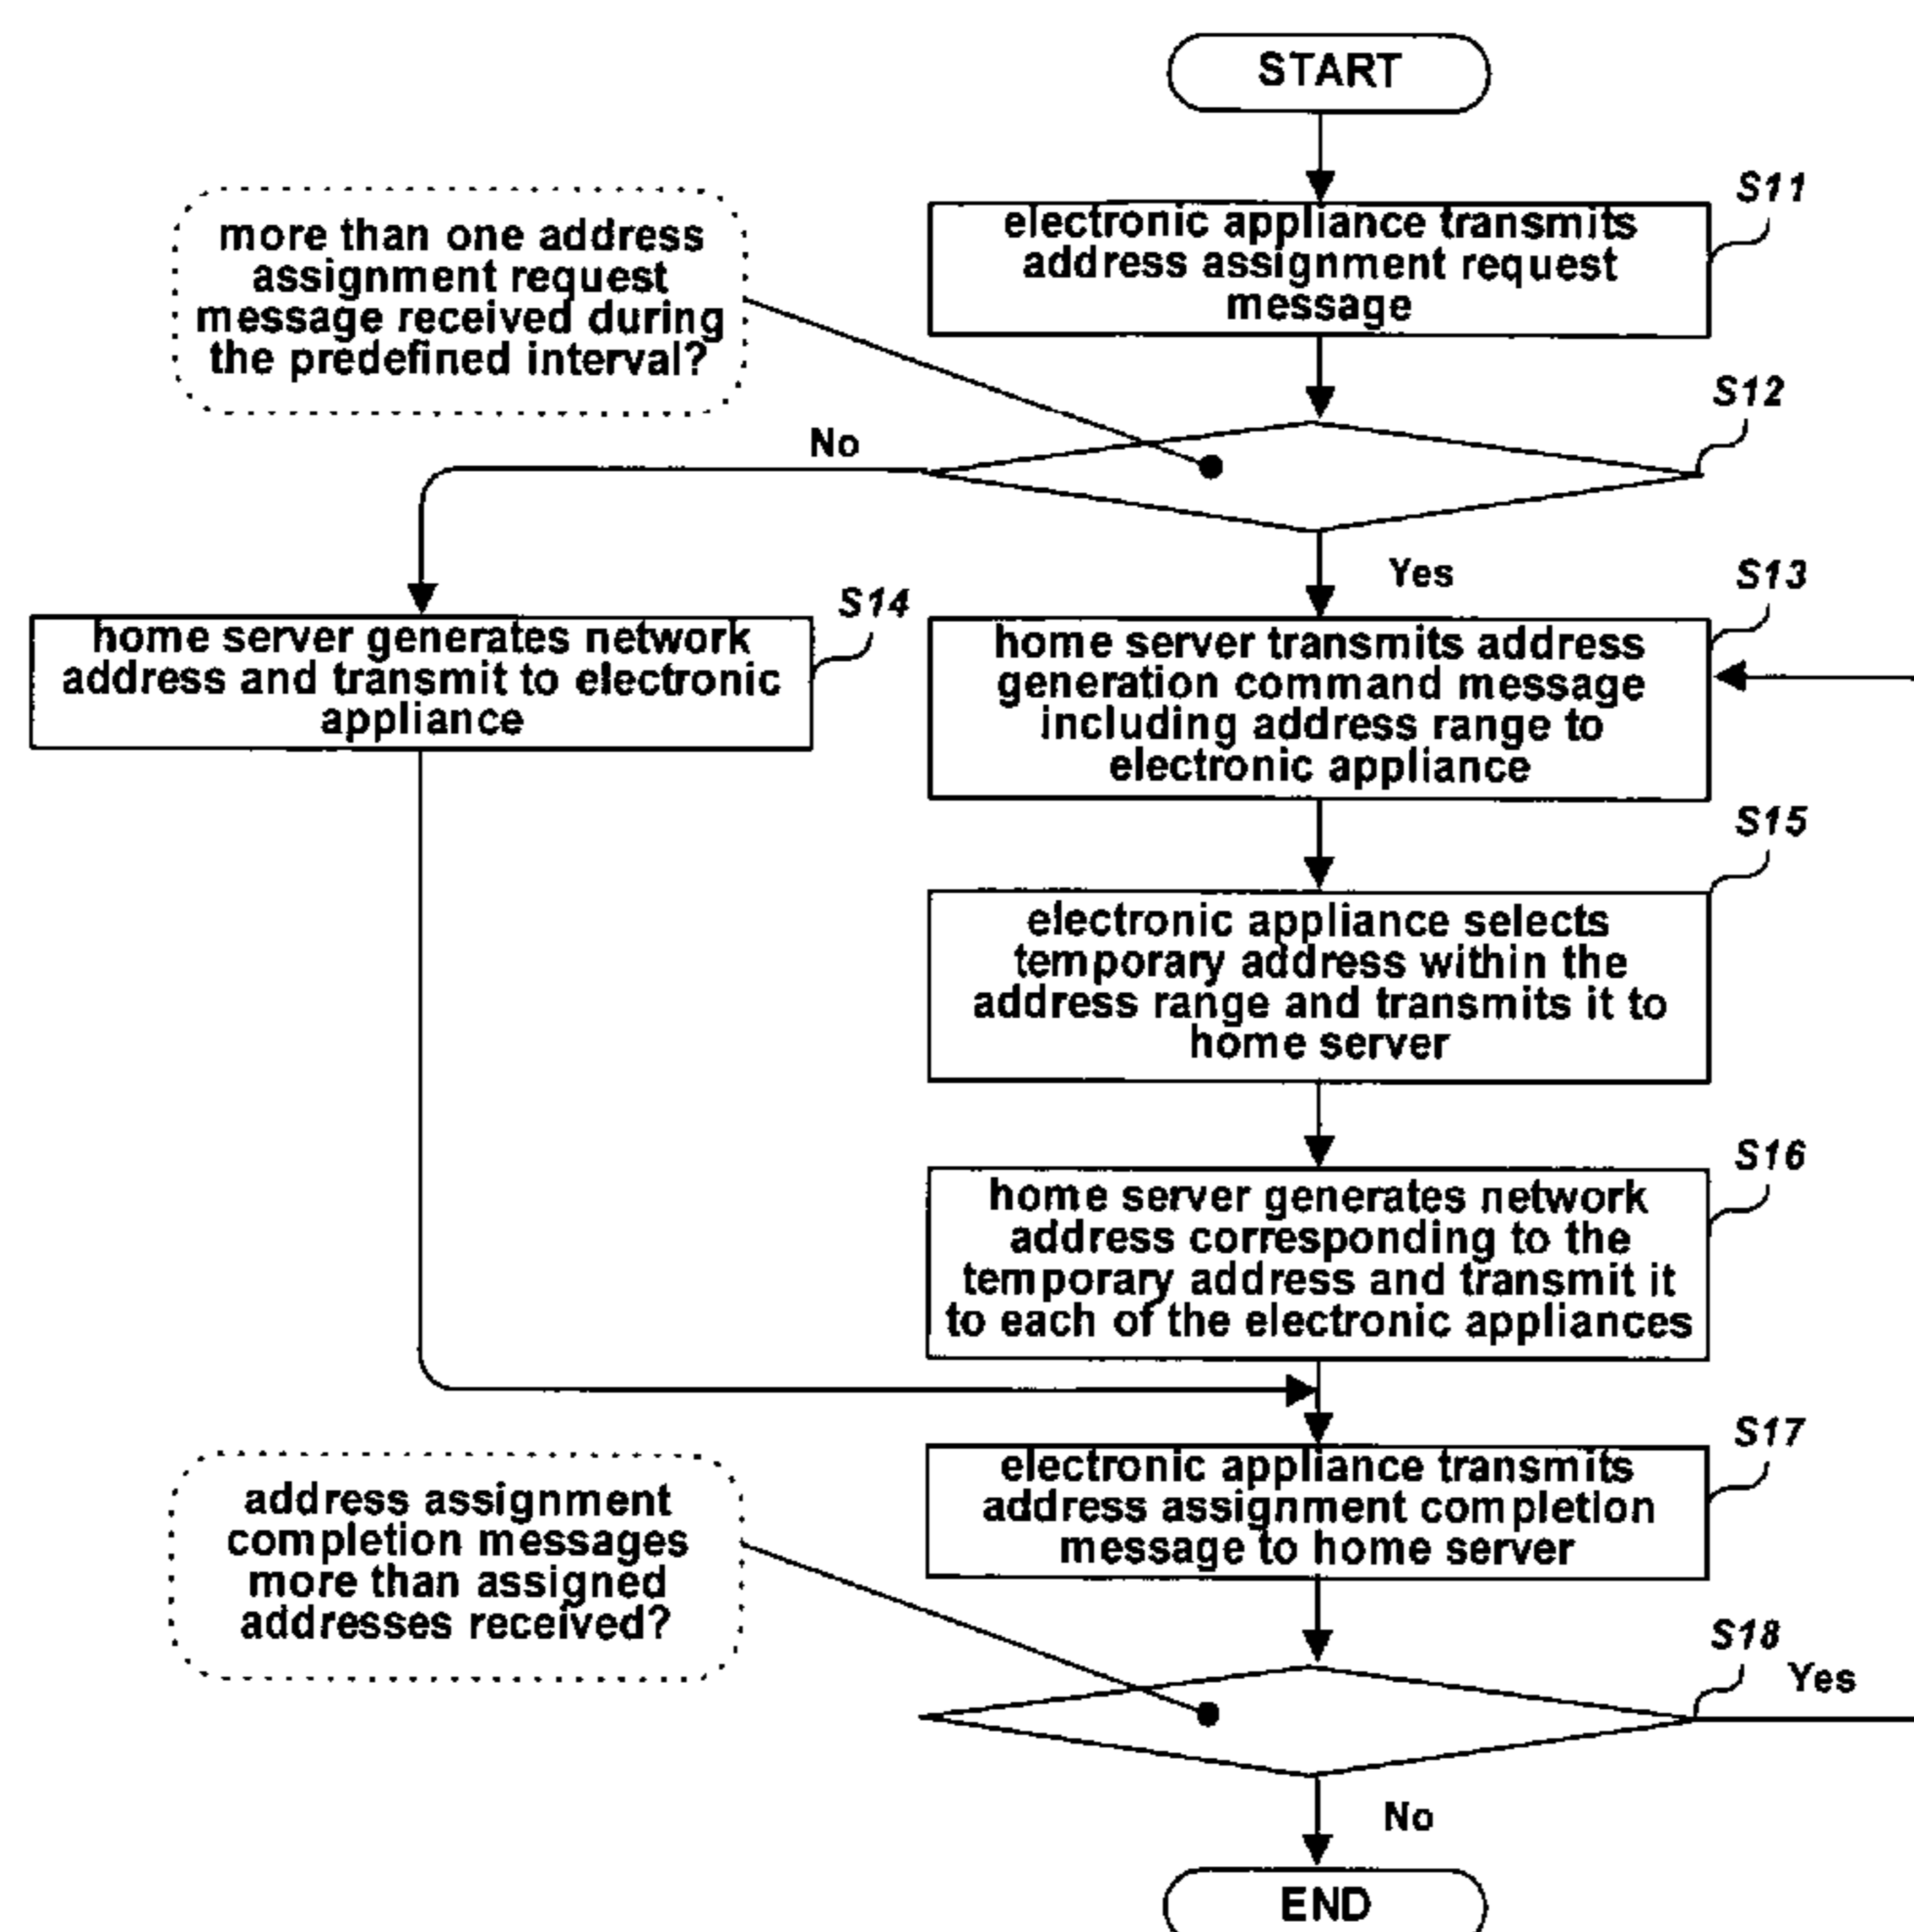 START
S11
electronic appliance transmits
address assignment request
message
more than one address
assignment request
message received during
the predefined interval?
S12
No
Yes
S13
S14
home server generates network
address and transmit to electronic
appliance
home server transmits address
generation command message
including address range to
electronic appliance
S15
electronic appliance selects
temporary address within the
address range and transmits it to
home server
S16
home server generates network
address corresponding to the
temporary address and transmit it
to each of the electronic appliances
S17
electronic appliance transmits
address assignment completion
message to home server
address assignment
completion messages
more than assigned
addresses received?
S18
Yes
No
END